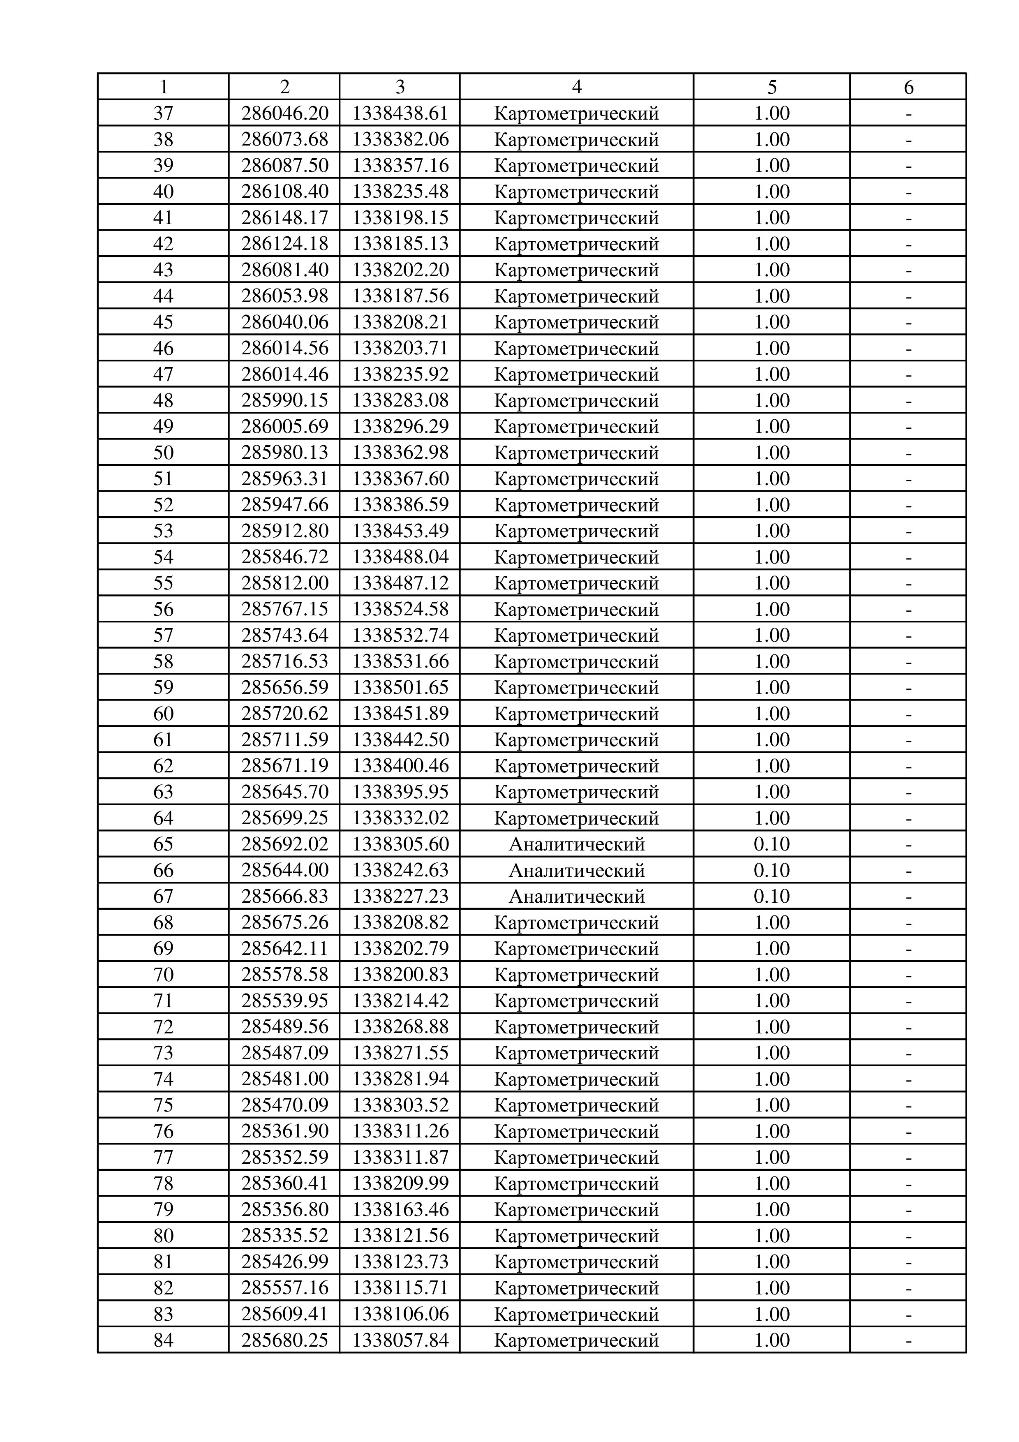 1 2 3 4 5 6
37 286046.20 1338438.61 Картометрический 1.00 -
38 286073.68 1338382.06 Картометрический 1.00 -
39 286087.50 1338357.16 Картометрический 1.00 -
40 286108.40 1338235.48 Картометрический 1.00 -
41 286148.17 1338198.15 Картометрический 1.00 -
42 286124.18 1338185.13 Картометрический 1.00 -
43 286081.40 1338202.20 Картометрический 1.00 -
44 286053.98 1338187.56 Картометрический 1.00 -
45 286040.06 1338208.21 Картометрический 1.00 -
46 286014.56 1338203.71 Картометрический 1.00 -
47 286014.46 1338235.92 Картометрический 1.00 -
48 285990.15 1338283.08 Картометрический 1.00 -
49 286005.69 1338296.29 Картометрический 1.00 -
50 285980.13 1338362.98 Картометрический 1.00 -
51 285963.31 1338367.60 Картометрический 1.00 -
52 285947.66 1338386.59 Картометрический 1.00 -
53 285912.80 1338453.49 Картометрический 1.00 -
54 285846.72 1338488.04 Картометрический 1.00 -
55 285812.00 1338487.12 Картометрический 1.00 -
56 285767.15 1338524.58 Картометрический 1.00 -
57 285743.64 1338532.74 Картометрический 1.00 -
58 285716.53 1338531.66 Картометрический 1.00 -
59 285656.59 1338501.65 Картометрический 1.00 -
60 285720.62 1338451.89 Картометрический 1.00 -
61 285711.59 1338442.50 Картометрический 1.00 -
62 285671.19 1338400.46 Картометрический 1.00 -
63 285645.70 1338395.95 Картометрический 1.00 -
64 285699.25 1338332.02 Картометрический 1.00 -
65 285692.02 1338305.60 Аналитический 0.10 -
66 285644.00 1338242.63 Аналитический 0.10 -
67 285666.83 1338227.23 Аналитический 0.10 -
68 285675.26 1338208.82 Картометрический 1.00 -
69 285642.11 1338202.79 Картометрический 1.00 -
70 285578.58 1338200.83 Картометрический 1.00 -
71 285539.95 1338214.42 Картометрический 1.00 -
72 285489.56 1338268.88 Картометрический 1.00 -
73 285487.09 1338271.55 Картометрический 1.00 -
74 285481.00 1338281.94 Картометрический 1.00 -
75 285470.09 1338303.52 Картометрический 1.00 -
76 285361.90 1338311.26 Картометрический 1.00 -
77 285352.59 1338311.87 Картометрический 1.00 -
78 285360.41 1338209.99 Картометрический 1.00 -
79 285356.80 1338163.46 Картометрический 1.00 -
80 285335.52 1338121.56 Картометрический 1.00 -
81 285426.99 1338123.73 Картометрический 1.00 -
82 285557.16 1338115.71 Картометрический 1.00 -
83 285609.41 1338106.06 Картометрический 1.00 -
84 285680.25 1338057.84 Картометрический 1.00 -